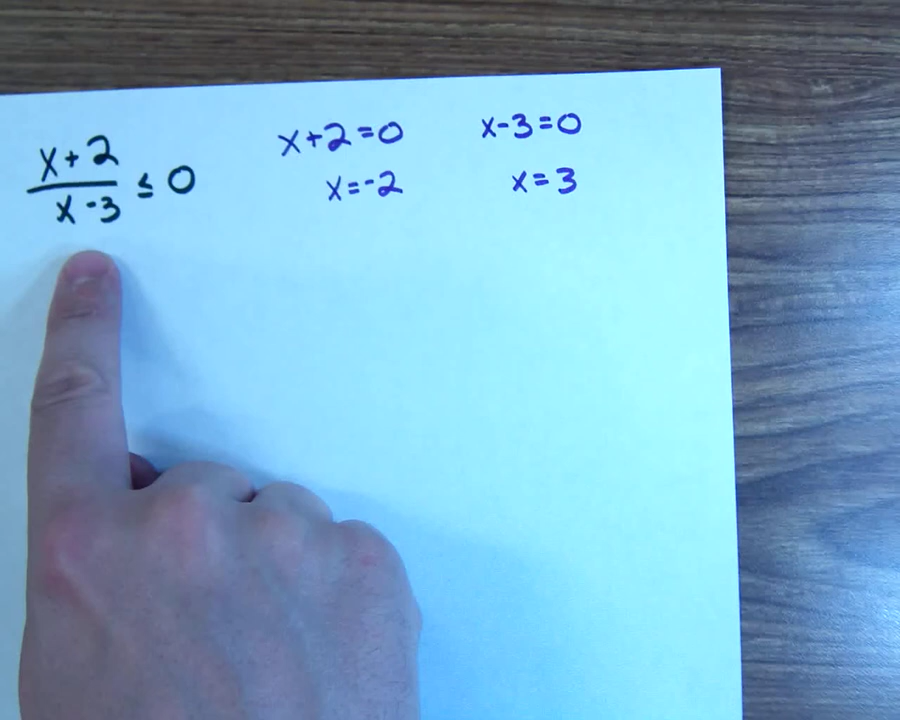 x+2
x-3 ≤ 0
x+2=0
x=-2
x-3=0
x=3